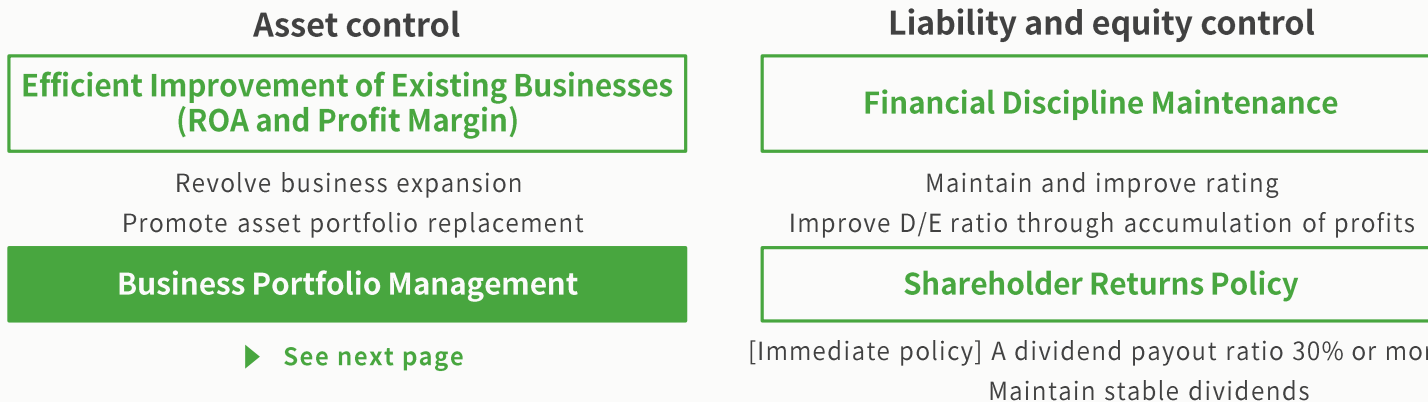 Asset control
Efficient Improvement of Existing Businesses
(ROA and Profit Margin)
Revolve business expansion
Promote asset portfolio replacement
Business Portfolio Management
See next page
Liability and equity control
Financial Discipline Maintenance
Maintain and improve rating
Improve D/E ratio through accumulation of profits
Shareholder Returns Policy
[Immediate policy] A dividend payout ratio 30% or
Maintain stable dividends